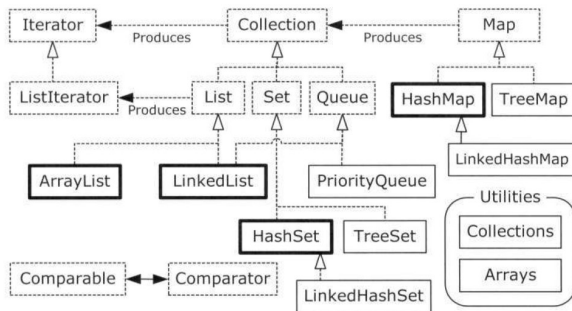 Iterator
Produces
Collection
Produces
Map
ListIterator
Produces
List
Set
Queue
HashMap
TreeMap
ArrayList
LinkedList
PriorityQueue
LinkedHashMap
Utilities
HashSet
TreeSet
Collections
Comparable
Comparator
Arrays
LinkedHashSet